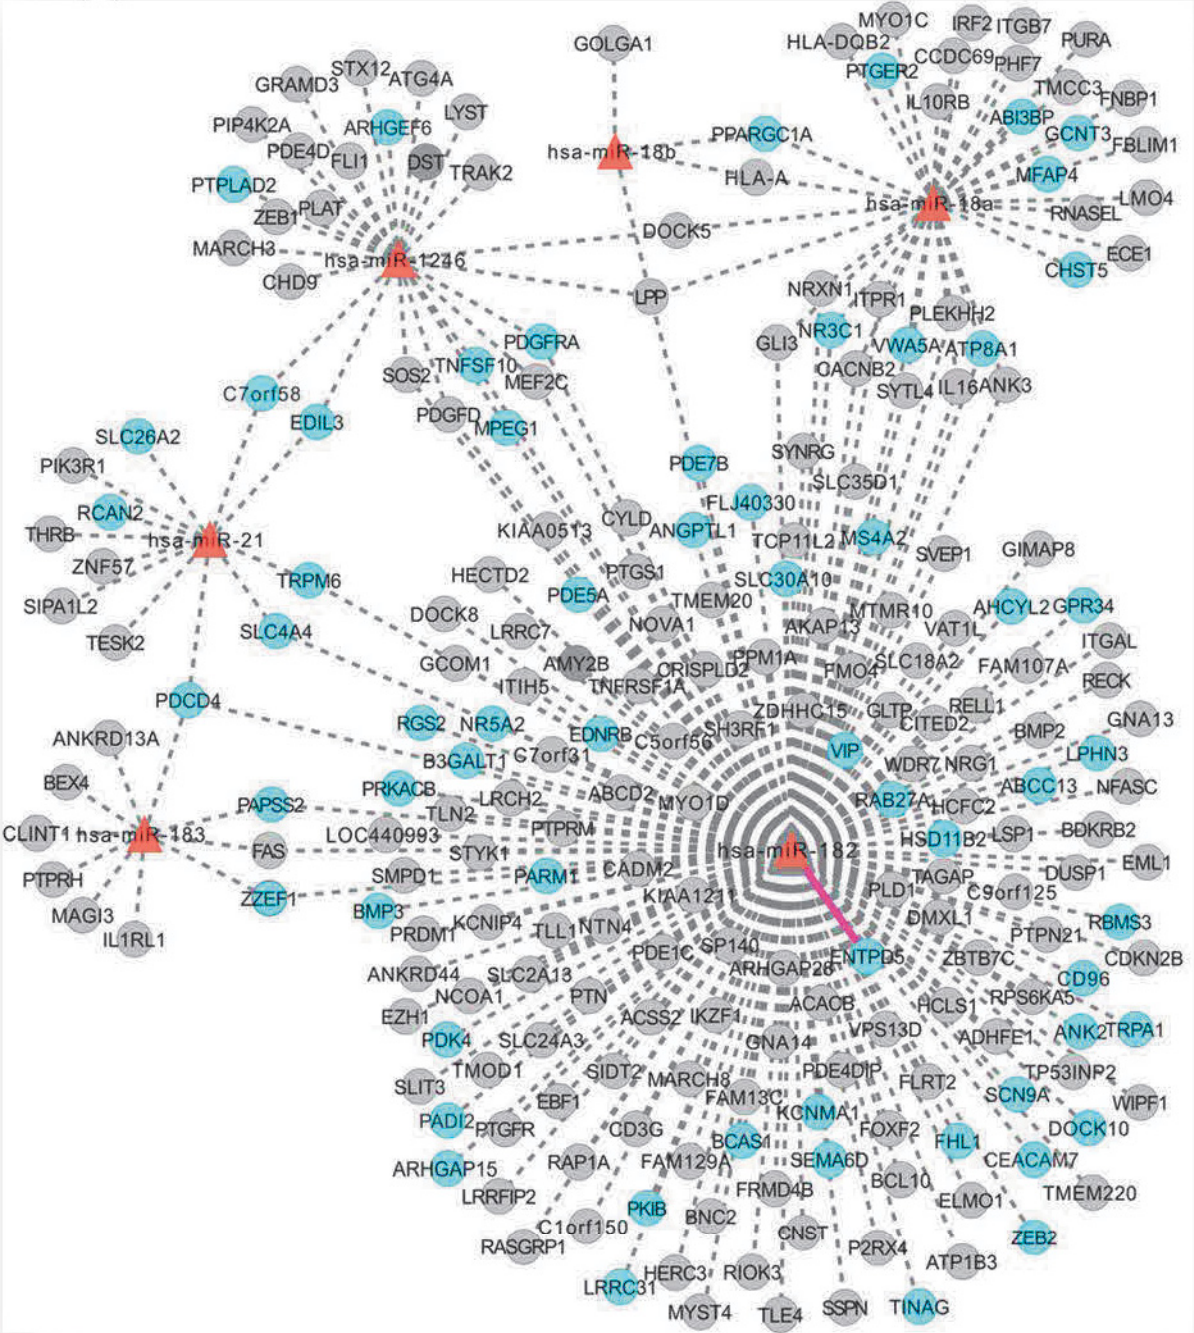 MYO1C
IRF2
ITGB7
GOLGA1
HLA-DQB2
PURA
CCDC69
PHF7
STX12
PTGER2
ATG4A
GRAMD3
TMCC3
IL10RB
FNBP1
LYST
ABI3BP
PIP4K2A
ARHGEF6
PPARGC1A
GCNT3
FBLIM1
PDE4D
FLI1
DST
hsa-miR-18b
TRAK2
MFAP4
HLA-A
PTPLAD2
LMO4
hsa-miR-18a
RNASEL
ZEB1
PLAT
DOCK5
MARCH3
ECE1
hsa-miR-1246
CHST5
CHD9
NRXN1
LPP
ITPR1
PLEKHH2
NR3C1
PDGFRA
GLI3
VWA5A
ATP8A1
TNFSF10
CACNB2
SOS2
MEF2C
SYTL4
IL16
ANK3
C7orf58
PDGFD
EDIL3
MPEG1
SLC26A2
SYNRG
PIK3R1
PDE7B
SLC35D1
FLJ40330
RCAN2
CYLD
KIAA0513
ANGPTL1
THRB
hsa-miR-21
TCP11L2
MS4A2
GIMAP8
SVEP1
ZNF57
HECTD2
PTGS1
TRPM6
SLC30A10
PDE5A
TMEM20
SIPA1L2
DOCK8
MTMR10
AHCYL2
GPR34
NOVA1
AKAP13
VAT1L
SLC4A4
LRRC7
TESK2
ITGAL
GCOM1
AMY2B
CRISPLD2
PPM1A
FMO4
SLC18A2
FAM107A
ITIH5
TNFRSF1A
RECK
PDCD4
ZDHHC15
GLTP
RELL1
RGS2
NR5A2
EDNRB
SH3RF1
CITED2
GNA13
ANKRD13A
C5orf56
BMP2
B3GALT1
C7orf31
VIP
LPHN3
WDR7
NRG1
BEX4
PRKACB
ABCC13
NFASC
PAPSS2
LRCH2
ABCD2
MYO1D
RAB27A
HCFC2
TLN2
PTPRM
CLINT1
hsa-miR-183
LOC440993
HSD11B2
LSP1
BDKRB2
FAS
STYK1
hsa-miR-182
EML1
SMPD1
PARM1
CADM2
TAGAP
DUSP1
PTPRH
ZZEF1
KIAA1211
PLD1
C9orf125
BMP3
MAGI3
KCNIP4
DMXL1
RBMS3
IL1RL1
PRDM1
TLL1
NTN4
PTPN21
SP140
PDE1C
ENTPD5
ZBTB7C
CDKN2B
ANKRD44
SLC2A13
ARHGAP28
CD96
NCOA1
PTN
ACACB
HCLS1
RPS6KA5
EZH1
ACSS2
IKZF1
VPS13D
ANK2
TRPA1
PDK4
SLC24A3
GNA14
ADHFE1
TMOD1
SIDT2
PDE4DIP
TP53INP2
SLIT3
MARCH8
FLRT2
FAM13C
SCN9A
WIPF1
EBF1
KCNMA1
PADI2
PTGFR
CD3G
FOXF2
DOCK10
BCAS1
FHL1
ARHGAP15
RAP1A
FAM129A
SEMA6D
CEACAM7
BCL10
LRRFIP2
FRMD4B
TMEM220
PKIB
ELMO1
BNC2
C1orf150
CNST
ZEB2
RASGRP1
P2RX4
ATP1B3
HERC3
RIOK3
LRRC31
MYST4
TLE4
SSPN
TINAG